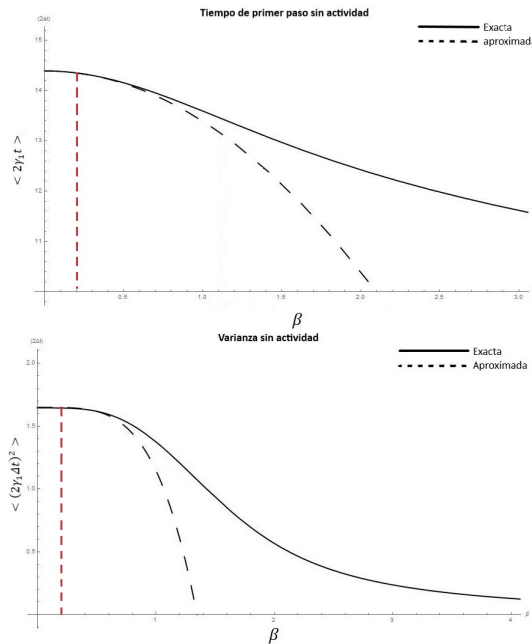 Tiempo de primer paso sin actividad
⟨2at⟩
Exacta
aproximada
15
14
13
12
11
< 2γ₁t >
0.5
1.0
1.5
2.0
2.5
3.0
β
Varianza sin actividad
⟨2Δt⟩
Exacta
Aproximada
2.0
1.5
1.0
0.5
< (2γ₁Δt)² >
1
2
3
4
β
β